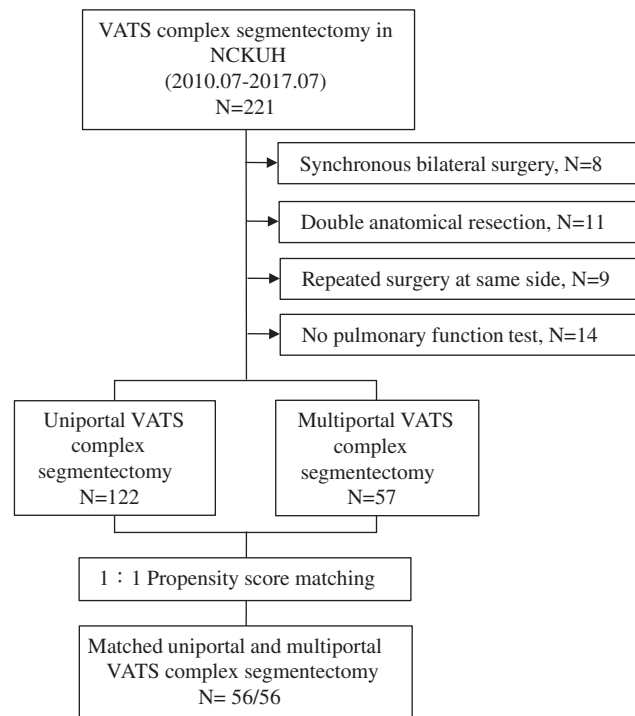 VATS complex segmentectomy in
NCKUH
(2010.07-2017.07)
N=221
Synchronous bilateral surgery, N=8
Double anatomical resection, N=11
Repeated surgery at same side, N=9
No pulmonary function test, N=14
Uniportal VATS
complex
segmentectomy
N=122
Multiportal VATS
complex
segmentectomy
N=57
1：1 Propensity score matching
Matched uniportal and multiportal
VATS complex segmentectomy
N= 56/56